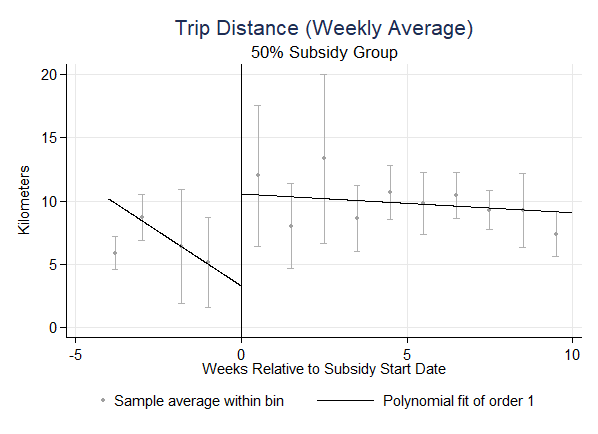 Trip Distance (Weekly Average)
50% Subsidy Group
Kilometers
20
15
10
5
0
-5 0 5 10
Weeks Relative to Subsidy Start Date
Sample average within bin Polynomial fit of order 1